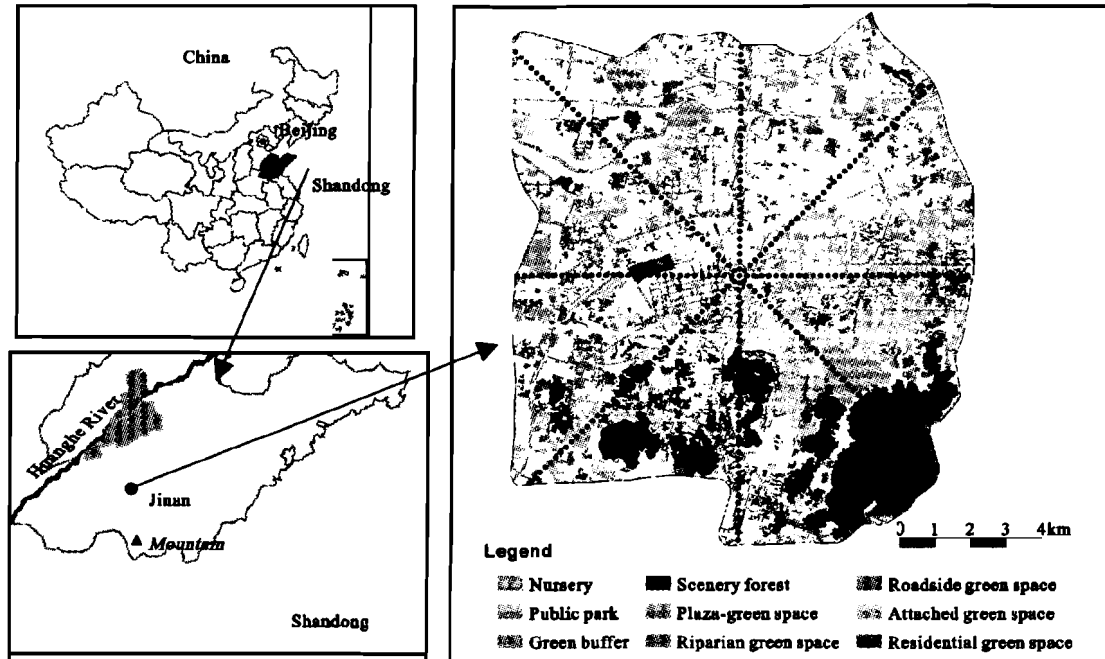 China
Beijing
Shandong
Huanghe River
Jinan
Mountain
Shandong
0 1 2 3 4km
Legend
Nursery
Scenery forest
Roadside green space
Public park
Plaza-green space
Attached green space
Green buffer
Riparian green space
Residential green space